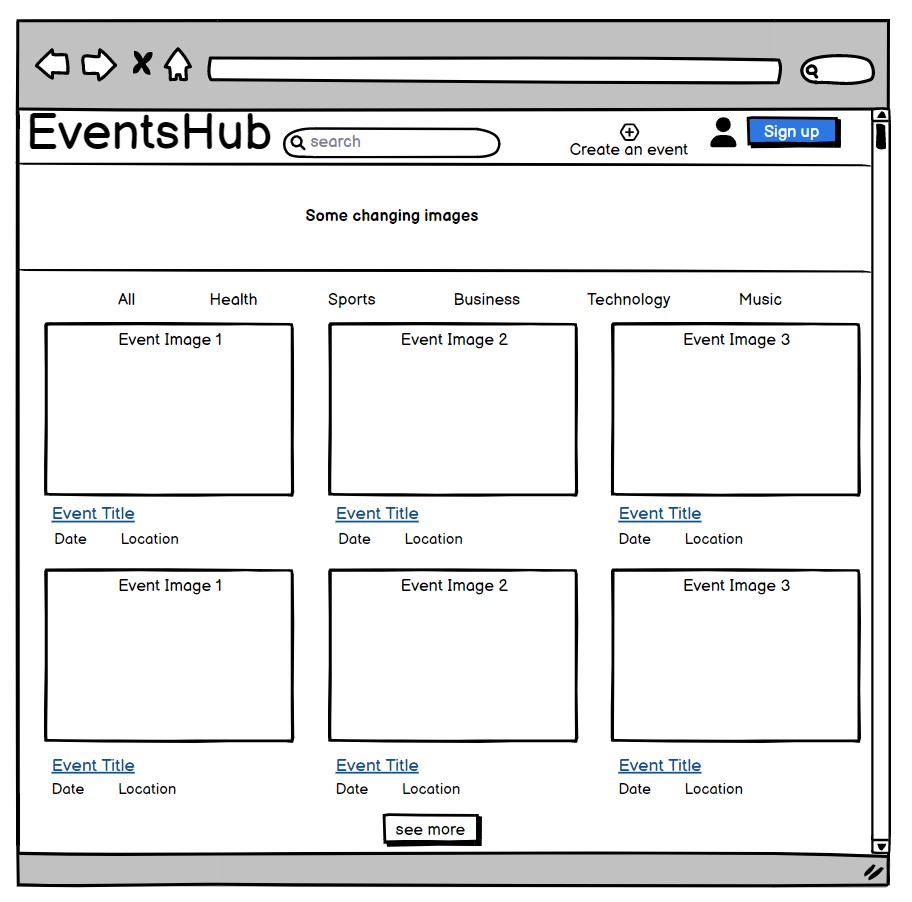 EventsHub
search
Create an event
Sign up
Some changing images
All Health Sports Business Technology Music
Event Image 1 Event Image 2 Event Image 3
Event Title Event Title Event Title
Date Location Date Location Date Location
Event Image 1 Event Image 2 Event Image 3
Event Title Event Title Event Title
Date Location Date Location Date Location
see more